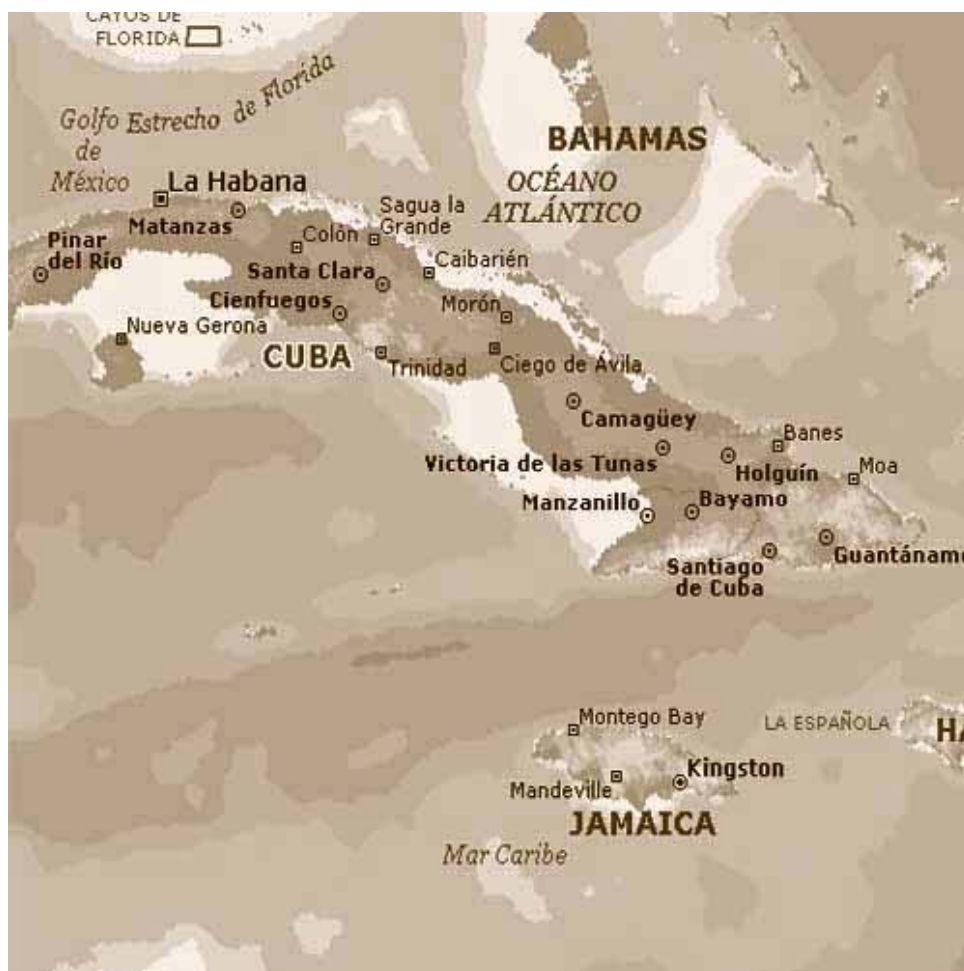 CAYOS DE
FLORIDA
Golfo
de
México
Estrecho de Florida
BAHAMAS
OCÉANO
ATLÁNTICO
La Habana
Matanzas
Pinar
del Río
Colón
Sagua la
Grande
Santa Clara
Caibarién
Cienfuegos
Morón
Nueva Gerona
CUBA
Trinidad
Ciego de Ávila
Camagüey
Banes
Victoria de las Tunas
Holguín
Moa
Manzanillo
Bayamo
Santiago
de Cuba
Guantánamo
Montego Bay
LA ESPAÑOLA
HA
Kingston
Mandeville
JAMAICA
Mar Caribe